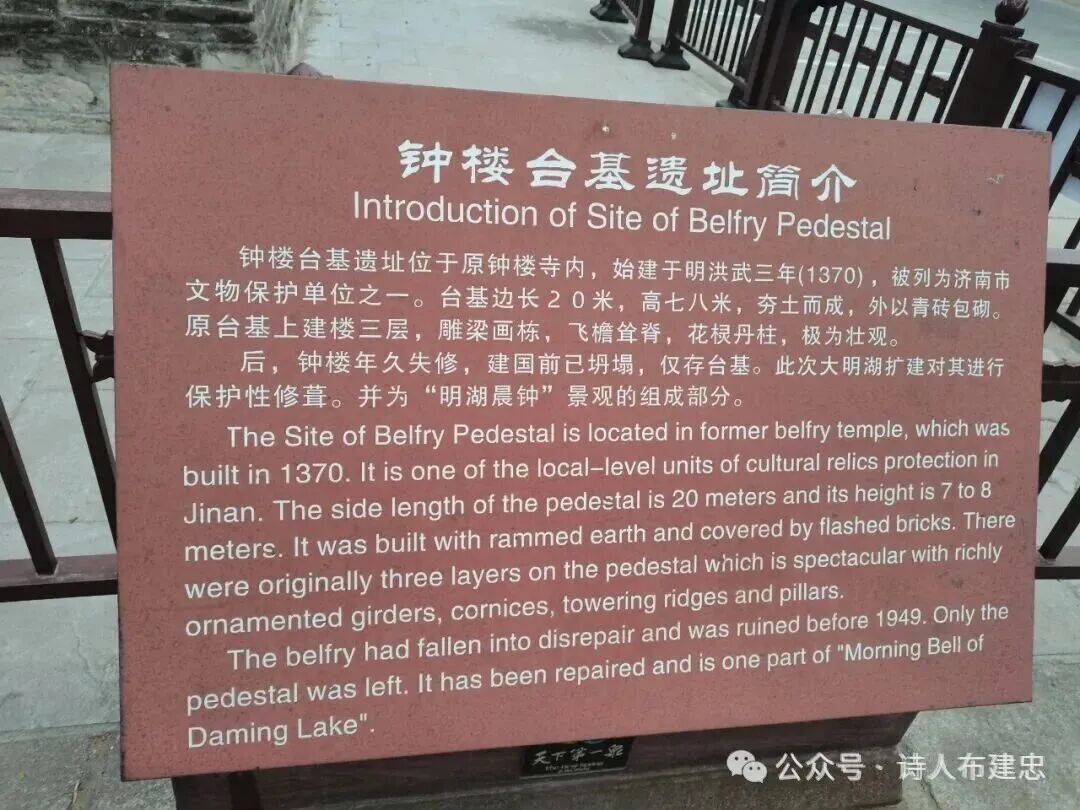 钟楼台基遗址简介
Introduction of Site of Belfry Pedestal
钟楼台基遗址位于原钟楼寺内，始建于明洪武三年(1370)，被列为济南市
文物保护单位之一。台基边长20米，高七八米，夯土而成，外以青砖包砌。
原台基上建楼三层，雕梁画栋，飞檐耸脊，花棂丹柱，极为壮观。
后，钟楼年久失修，建国前已坍塌，仅存台基。此次大明湖扩建对其进行
保护性修葺。并为“明湖晨钟”景观的组成部分。
The Site of Belfry Pedestal is located in former belfry temple, which was
built in 1370. It is one of the local-level units of cultural relics protection in
Jinan. The side length of the pedestal is 20 meters and its height is 7 to 8
meters. It was built with rammed earth and covered by flashed bricks. There
were originally three layers on the pedestal which is spectacular with richly
ornamented girders, cornices, towering ridges and pillars.
The belfry had fallen into disrepair and was ruined before 1949. Only the
pedestal was left. It has been repaired and is one part of "Morning Bell of
Daming Lake".
天下第一泉
公众号·诗人布建忠